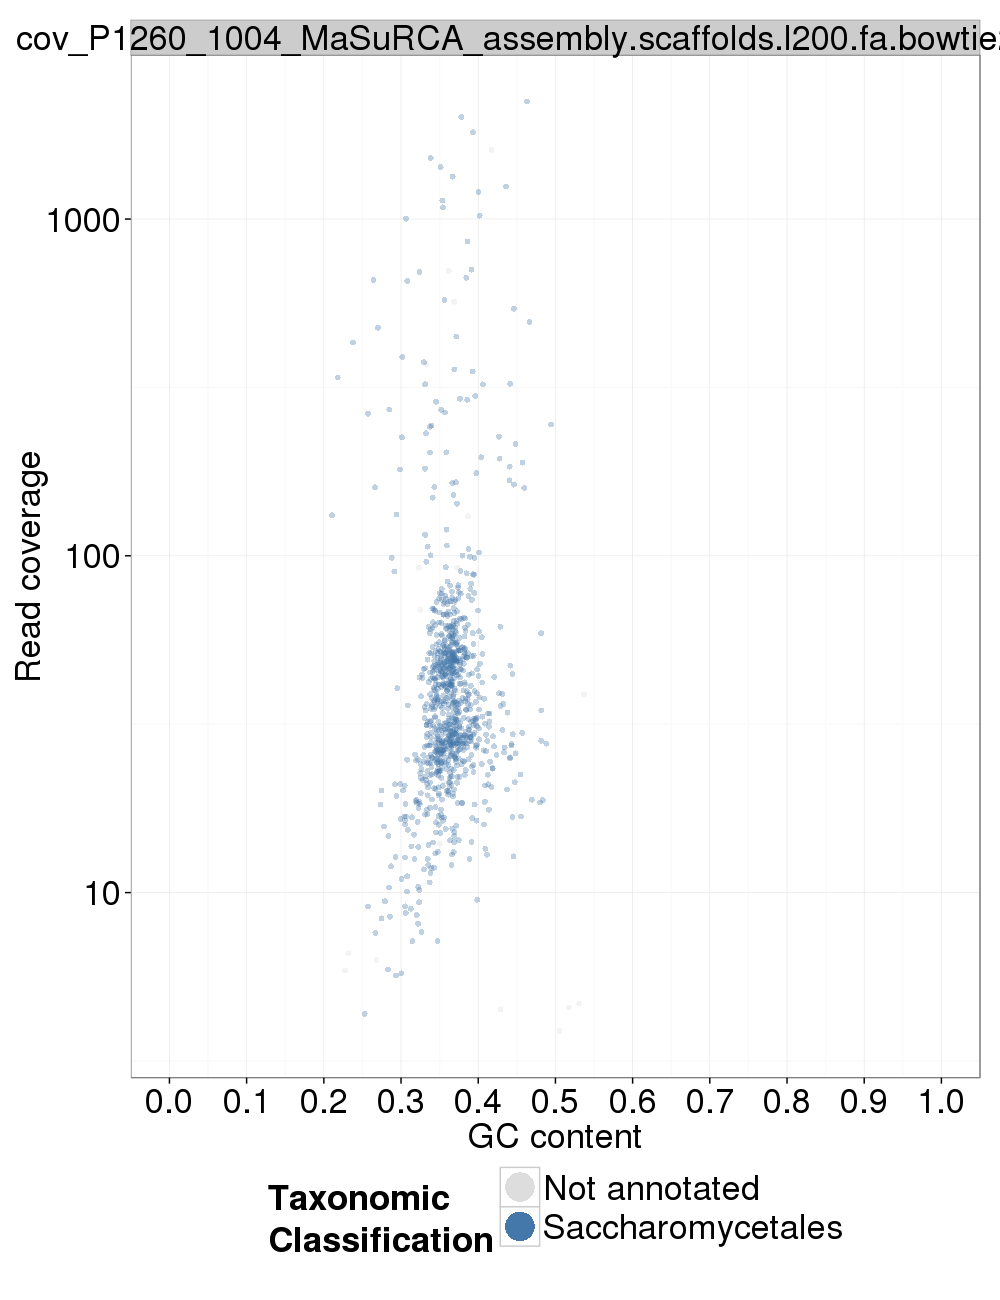 cov_P1260_1004_MaSuRCA_assembly.scaffolds.l200.fa.bowtie2
Read coverage
1000
100
10
0.0 0.1 0.2 0.3 0.4 0.5 0.6 0.7 0.8 0.9 1.0
GC content
Taxonomic
Classification
Not annotated
Saccharomycetales